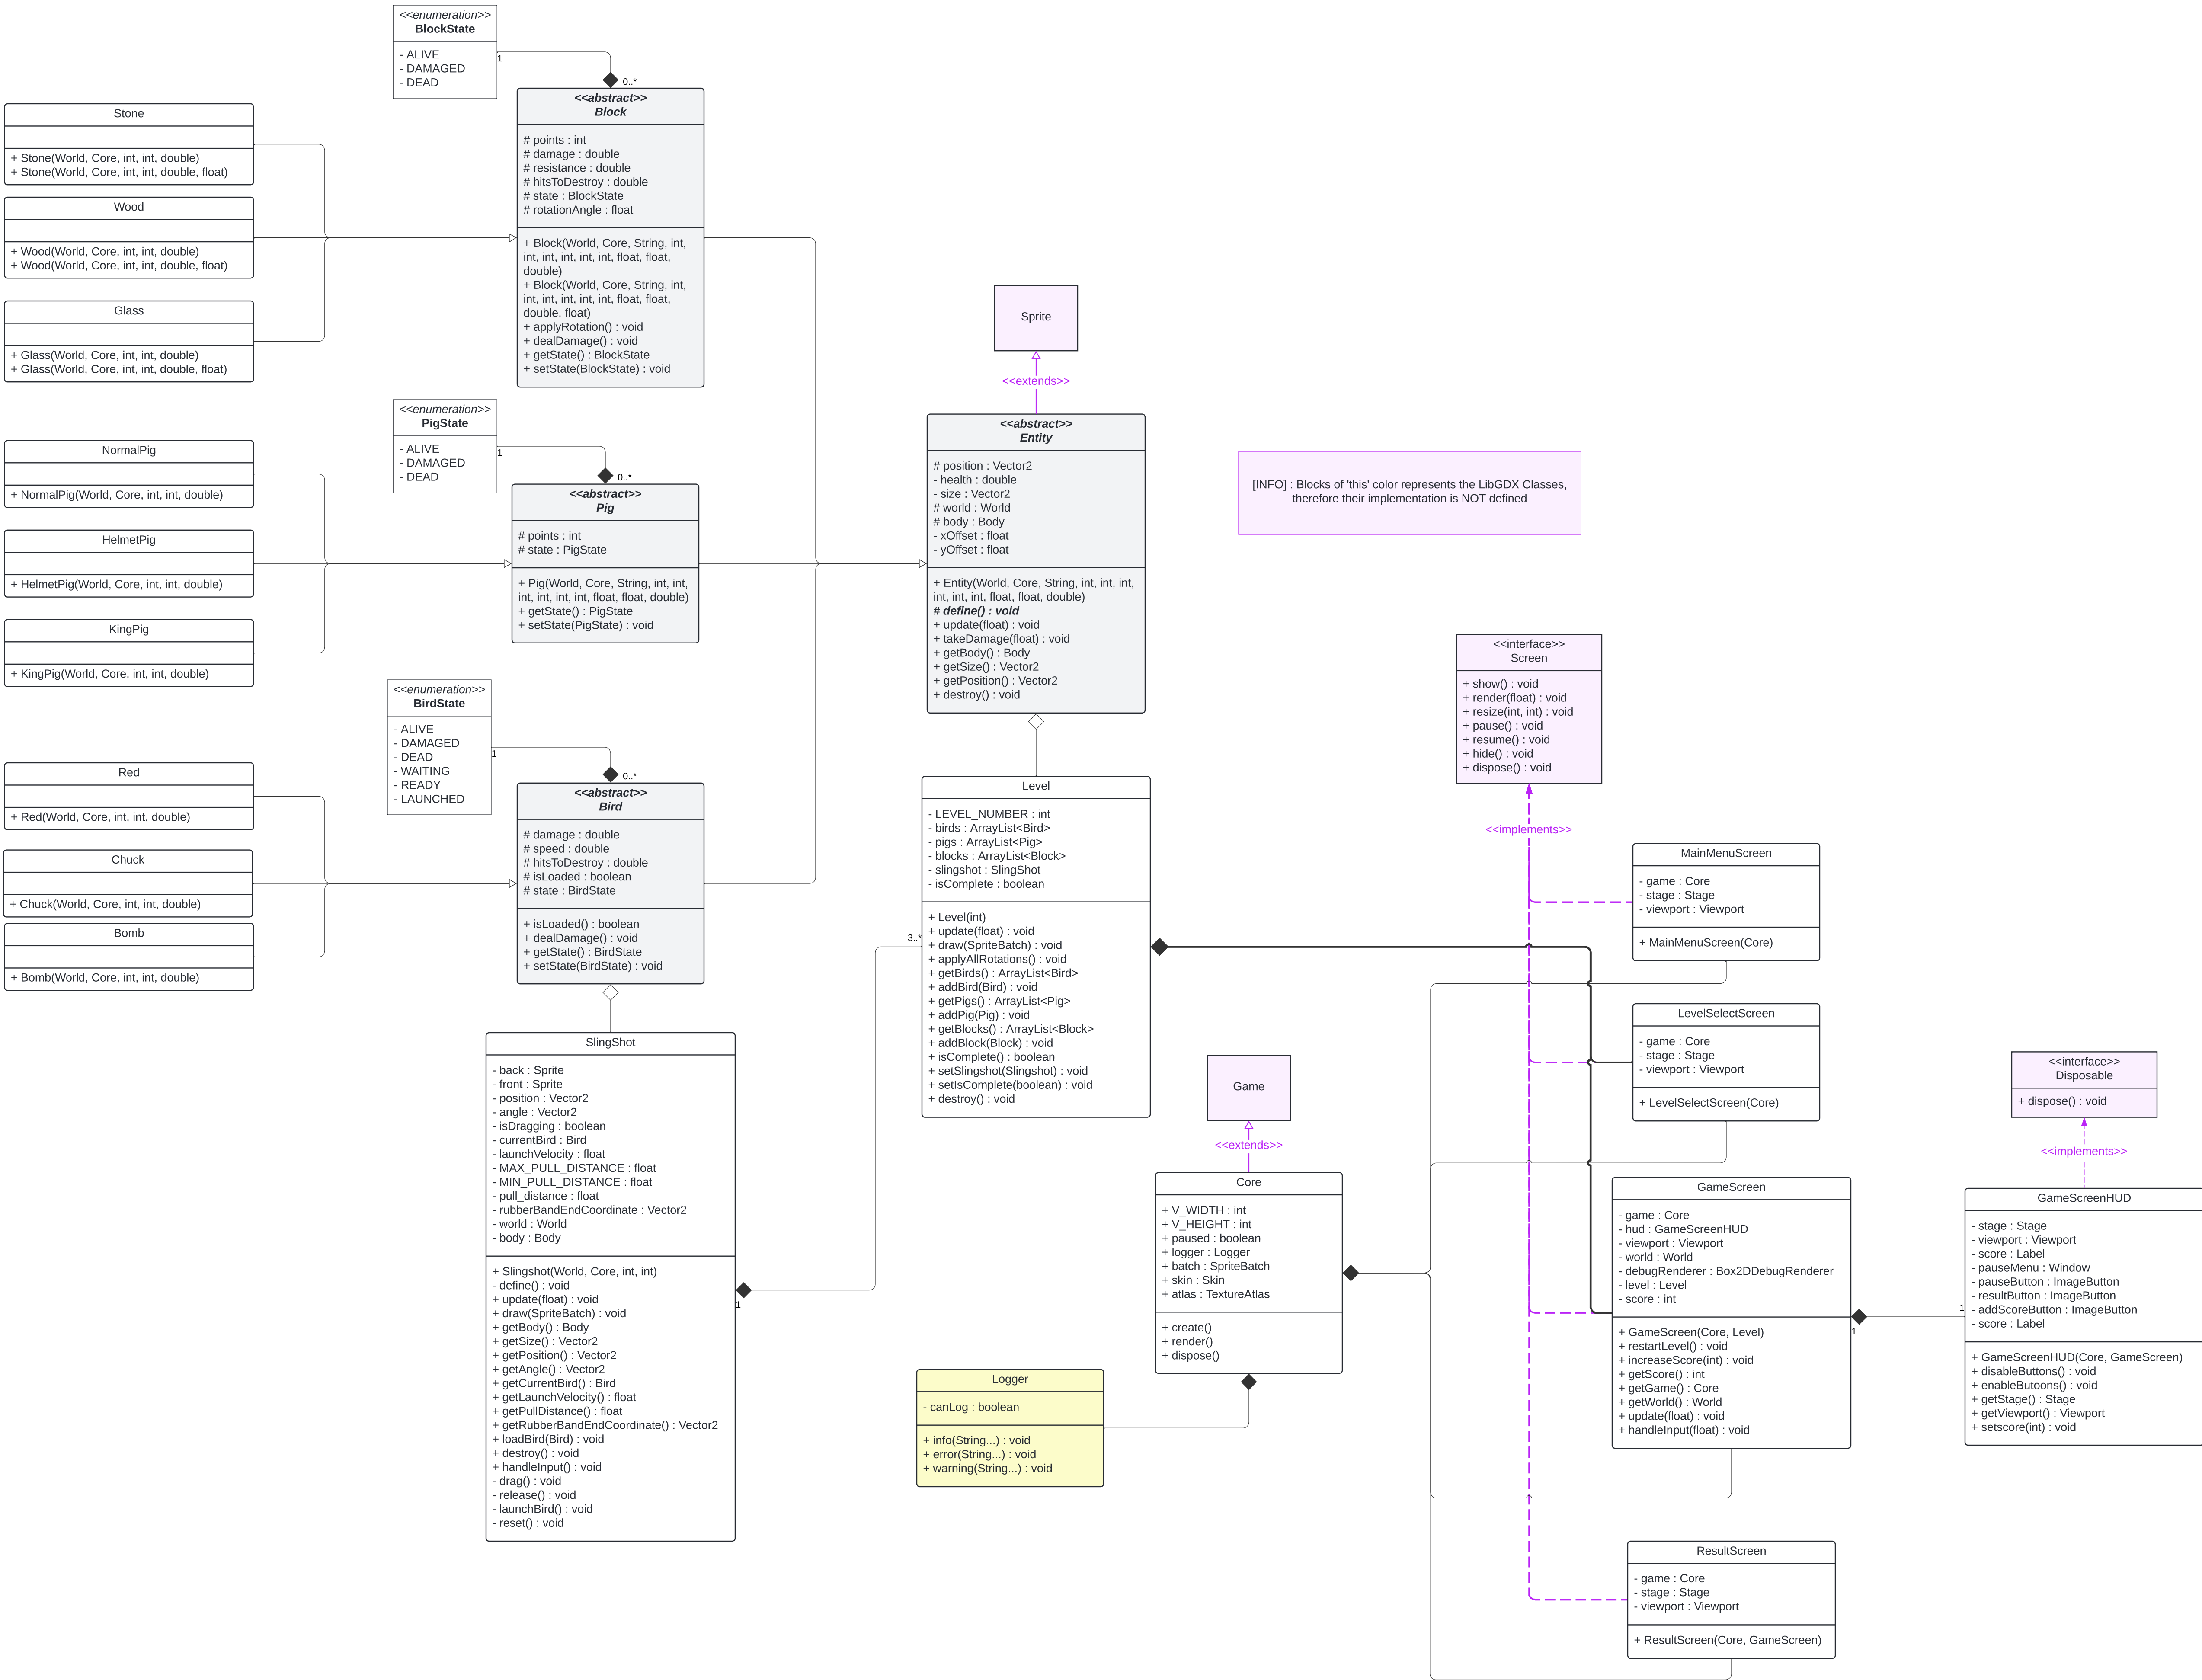 <<enumeration>>
BlockState
- ALIVE
- DAMAGED
- DEAD
1
0..*
<<abstract>>
Block
# points : int
# damage : double
# resistance : double
# hitsToDestroy : double
# state : BlockState
# rotationAngle : float
+ Block(World, Core, String, int,
int, int, int, int, int, float, float,
double)
+ Block(World, Core, String, int,
int, int, int, int, int, float, float,
double, float)
+ applyRotation() : void
+ dealDamage() : void
+ getState() : BlockState
+ setState(BlockState) : void
Stone
+ Stone(World, Core, int, int, double)
+ Stone(World, Core, int, int, double, float)
Wood
+ Wood(World, Core, int, int, double)
+ Wood(World, Core, int, int, double, float)
Glass
+ Glass(World, Core, int, int, double)
+ Glass(World, Core, int, int, double, float)
<<enumeration>>
PigState
- ALIVE
- DAMAGED
- DEAD
1
0..*
<<abstract>>
Pig
# points : int
# state : PigState
+ Pig(World, Core, String, int, int,
int, int, int, int, float, float, double)
+ getState() : PigState
+ setState(PigState) : void
NormalPig
+ NormalPig(World, Core, int, int, double)
HelmetPig
+ HelmetPig(World, Core, int, int, double)
KingPig
+ KingPig(World, Core, int, int, double)
<<enumeration>>
BirdState
- ALIVE
- DAMAGED
- DEAD
- WAITING
- READY
- LAUNCHED
1
0..*
<<abstract>>
Bird
# damage : double
# speed : double
# hitsToDestroy : double
# isLoaded : boolean
# state : BirdState
+ isLoaded() : boolean
+ dealDamage() : void
+ getState() : BirdState
+ setState(BirdState) : void
Red
+ Red(World, Core, int, int, double)
Chuck
+ Chuck(World, Core, int, int, double)
Bomb
+ Bomb(World, Core, int, int, double)
SlingShot
- back : Sprite
- front : Sprite
- position : Vector2
- angle : Vector2
- isDragging : boolean
- currentBird : Bird
- launchVelocity : float
- MAX_PULL_DISTANCE : float
- MIN_PULL_DISTANCE : float
- pull_distance : float
- rubberBandEndCoordinate : Vector2
- world : World
- body : Body
+ Slingshot(World, Core, int, int)
- define() : void
+ update(float) : void
+ draw(SpriteBatch) : void
+ getBody() : Body
+ getSize() : Vector2
+ getPosition() : Vector2
+ getAngle() : Vector2
+ getCurrentBird() : Bird
+ getLaunchVelocity() : float
+ getPullDistance() : float
+ getRubberBandEndCoordinate() : Vector2
+ loadBird(Bird) : void
+ destroy() : void
+ handleInput() : void
- drag() : void
- release() : void
- launchBird() : void
- reset() : void
1
3..*
Sprite
<<extends>>
<<abstract>>
Entity
# position : Vector2
- health : double
- size : Vector2
# world : World
# body : Body
- xOffset : float
- yOffset : float
+ Entity(World, Core, String, int, int, int,
int, int, int, float, float, double)
# define() : void
+ update(float) : void
+ takeDamage(float) : void
+ getBody() : Body
+ getSize() : Vector2
+ getPosition() : Vector2
+ destroy() : void
[INFO] : Blocks of 'this' color represents the LibGDX Classes,
therefore their implementation is NOT defined
Level
- LEVEL_NUMBER : int
- birds : ArrayList<Bird>
- pigs : ArrayList<Pig>
- blocks : ArrayList<Block>
- slingshot : SlingShot
- isComplete : boolean
+ Level(int)
+ update(float) : void
+ draw(SpriteBatch) : void
+ applyAllRotations() : void
+ getBirds() : ArrayList<Bird>
+ addBird(Bird) : void
+ getPigs() : ArrayList<Pig>
+ addPig(Pig) : void
+ getBlocks() : ArrayList<Block>
+ addBlock(Block) : void
+ isComplete() : boolean
+ setSlingshot(Slingshot) : void
+ setIsComplete(boolean) : void
+ destroy() : void
Game
<<extends>>
Core
+ V_WIDTH : int
+ V_HEIGHT : int
+ paused : boolean
+ logger : Logger
+ batch : SpriteBatch
+ skin : Skin
+ atlas : TextureAtlas
+ create()
+ render()
+ dispose()
Logger
- canLog : boolean
+ info(String...) : void
+ error(String...) : void
+ warning(String...) : void
<<interface>>
Screen
+ show() : void
+ render(float) : void
+ resize(int, int) : void
+ pause() : void
+ resume() : void
+ hide() : void
+ dispose() : void
<<implements>>
MainMenuScreen
- game : Core
- stage : Stage
- viewport : Viewport
+ MainMenuScreen(Core)
LevelSelectScreen
- game : Core
- stage : Stage
- viewport : Viewport
+ LevelSelectScreen(Core)
GameScreen
- game : Core
- hud : GameScreenHUD
- viewport : Viewport
- world : World
- debugRenderer : Box2DDebugRenderer
- level : Level
- score : int
+ GameScreen(Core, Level)
+ restartLevel() : void
+ increaseScore(int) : void
+ getScore() : int
+ getGame() : Core
+ getWorld() : World
+ update(float) : void
+ handleInput(float) : void
1
1
ResultScreen
- game : Core
- stage : Stage
- viewport : Viewport
+ ResultScreen(Core, GameScreen)
<<interface>>
Disposable
+ dispose() : void
<<implements>>
GameScreenHUD
- stage : Stage
- viewport : Viewport
- score : Label
- pauseMenu : Window
- pauseButton : ImageButton
- resultButton : ImageButton
- addScoreButton : ImageButton
- score : Label
+ GameScreenHUD(Core, GameScreen)
+ disableButtons() : void
+ enableButoons() : void
+ getStage() : Stage
+ getViewport() : Viewport
+ setscore(int) : void